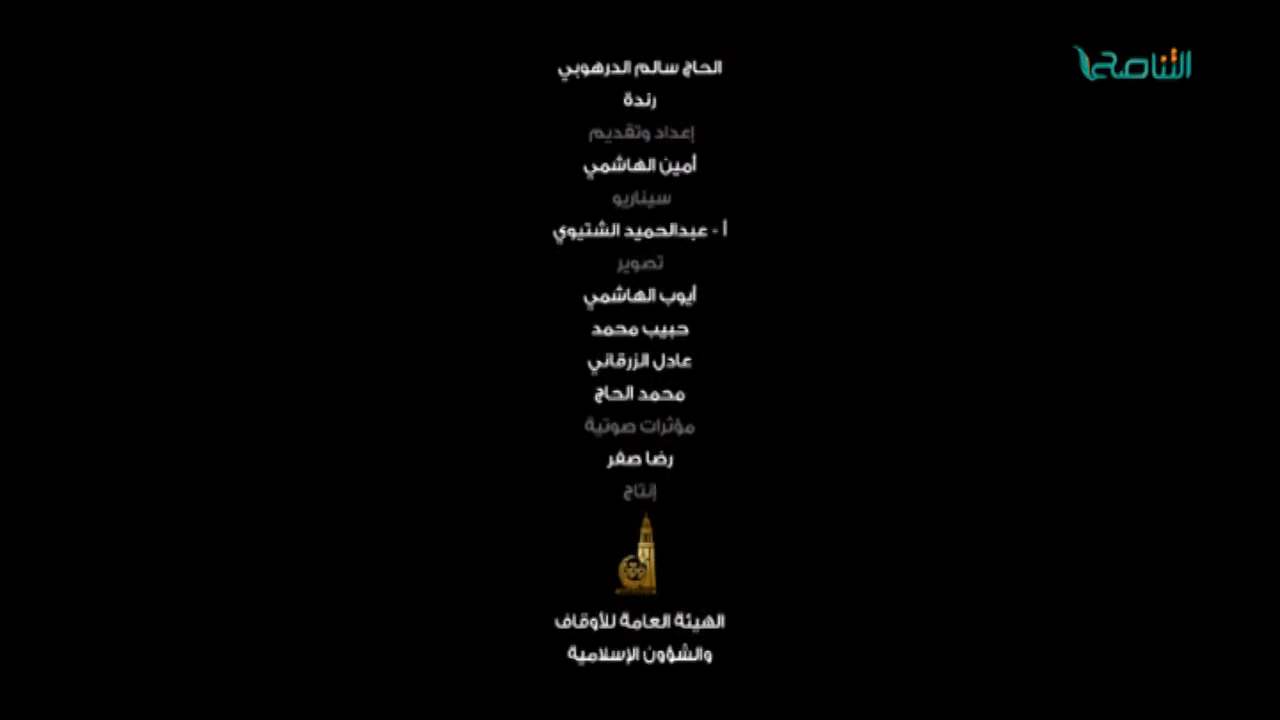 التناصح
الحاج سالم الدرهوبي
رندة
إعداد وتقديم
أمين الهاشمي
سيناريو
أ - عبدالحميد الشتيوي
تصوير
أيوب الهاشمي
حبيب محمد
عادل الزرقاني
محمد الحاج
مؤثرات صوتية
رضا صفر
إنتاج
الهيئة العامة للأوقاف
والشؤون الإسلامية